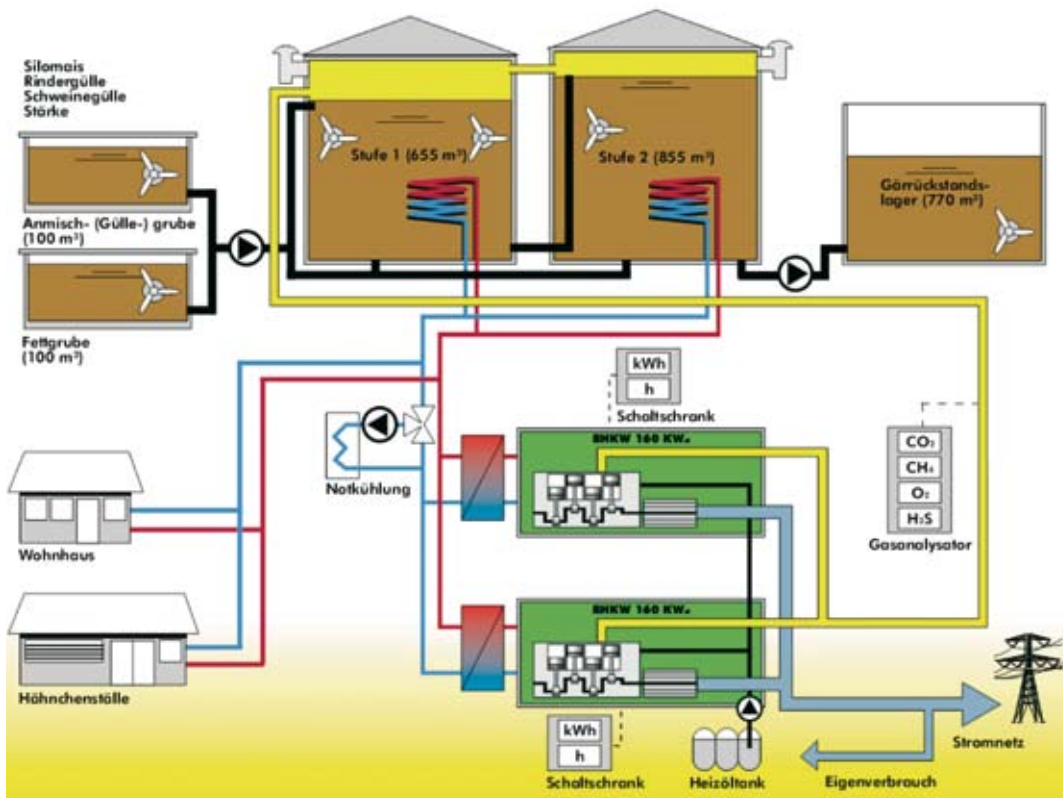 Silomais
Rindergülle
Schweinegülle
Stärke
Stufe 1 (655 m³)
Stufe 2 (855 m³)
Gärrückstands-
lager (770 m³)
Anmisch- (Gülle-) grube
(100 m³)
Fettgrube
(100 m³)
kWh
h
Schaltschrank
BHKW 160 KWₑ
Notkühlung
CO₂
CH₄
O₂
H₂S
Gasanalysator
Wohnhaus
BHKW 160 KWₑ
Hähnchenställe
kWh
h
Schaltschrank
Heizöltank
Eigenverbrauch
Stromnetz